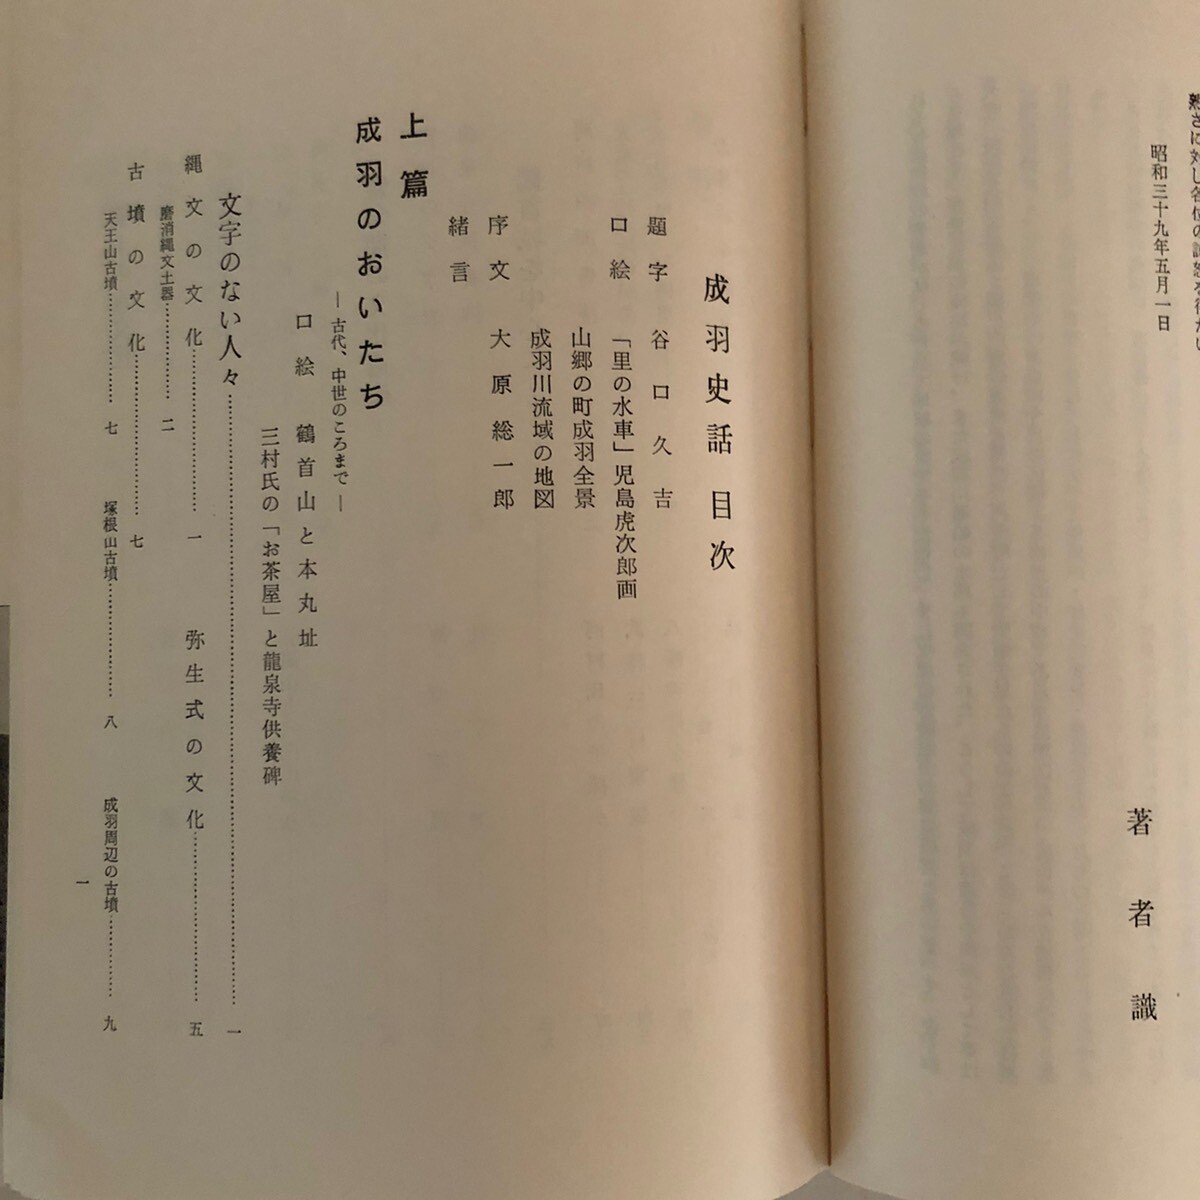 親さに対し各位の
昭和三十九年五月一日
著者識
成羽史話 目次
題字 谷口久吉
口絵 「里の水車」児島虎次郎画
山郷の町成羽全景
成羽川流域の地図
序文 大原総一郎
緒言
上篇
成羽のおいたち
―古代、中世のころまで―
口絵 鶴首山と本丸址
三村氏の「お茶屋」と龍泉寺供養碑
文字のない人々……………一
縄文の文化……………一 弥生式の文化……………五
磨消縄文土器……………二
古墳の文化……………七
天王山古墳……………七 塚根山古墳……………八 成羽周辺の古墳……………九
一